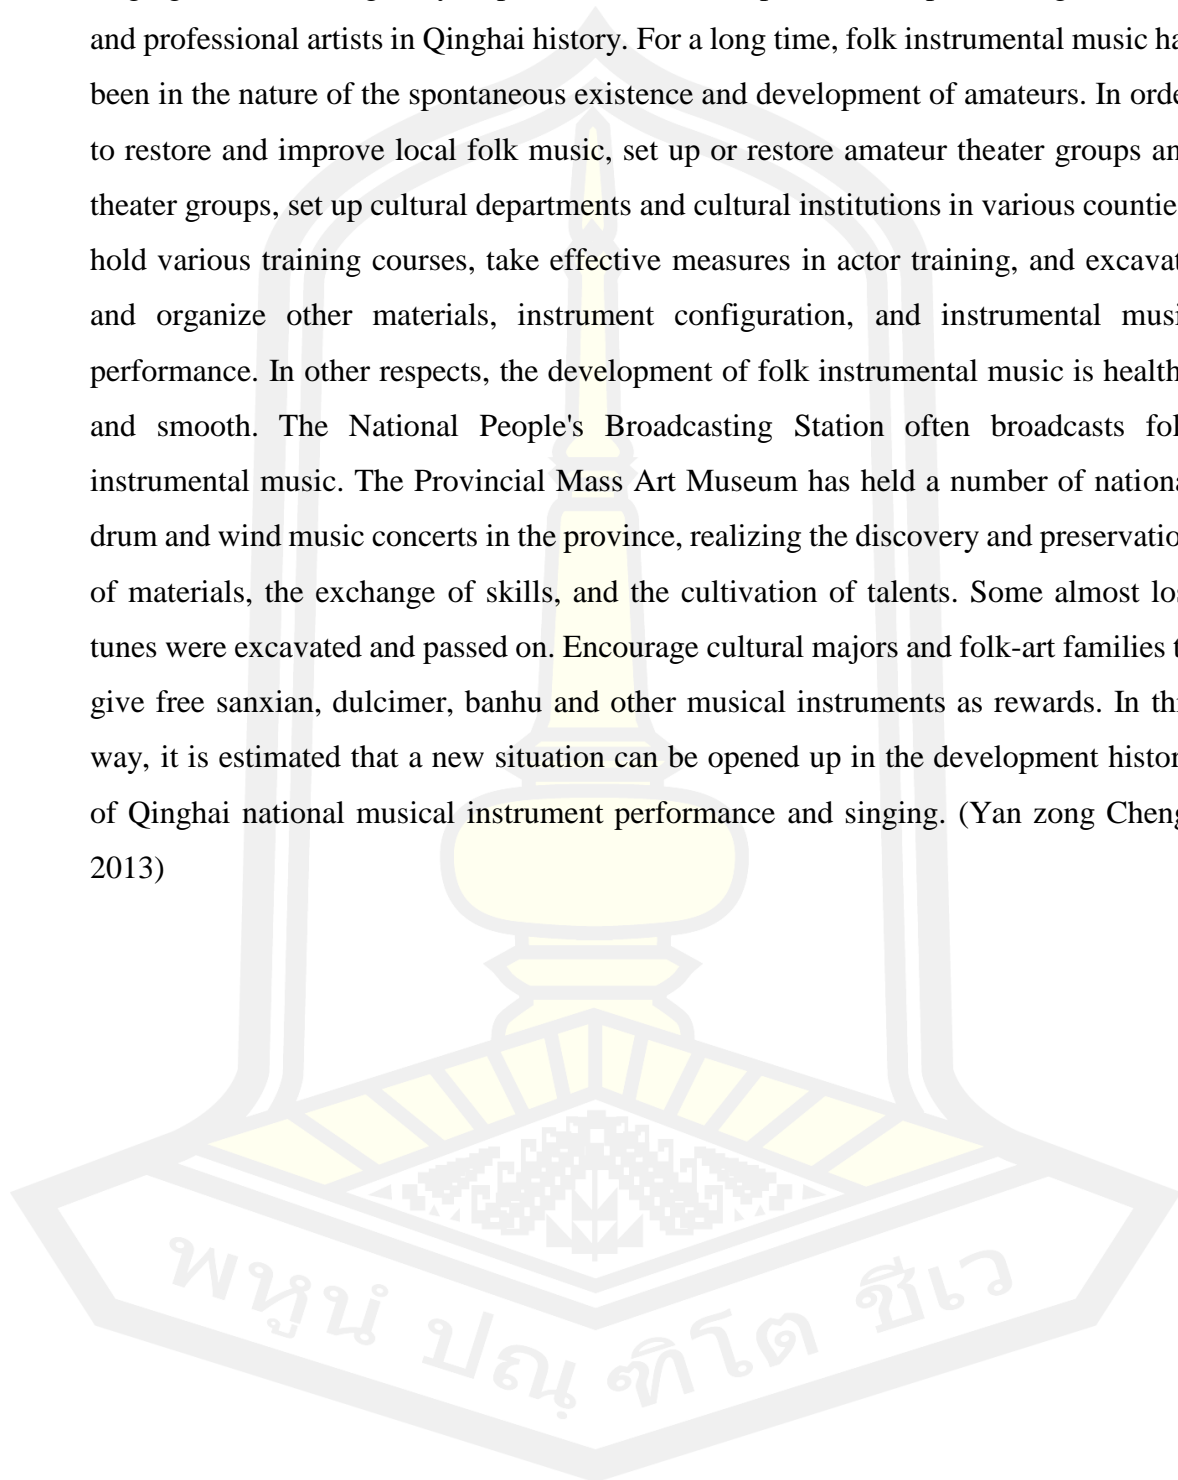 and professional artists in Qinghai history. For a long time, folk instrumental music ha
been in the nature of the spontaneous existence and development of amateurs. In orde
to restore and improve local folk music, set up or restore amateur theater groups an
theater groups, set up cultural departments and cultural institutions in various countie
hold various training courses, take effective measures in actor training, and excavat
and organize other materials, instrument configuration, and instrumental musi
performance. In other respects, the development of folk instrumental music is health
and smooth. The National People's Broadcasting Station often broadcasts fol
instrumental music. The Provincial Mass Art Museum has held a number of nationa
drum and wind music concerts in the province, realizing the discovery and preservatio
of materials, the exchange of skills, and the cultivation of talents. Some almost los
tunes were excavated and passed on. Encourage cultural majors and folk-art families t
give free sanxian, dulcimer, banhu and other musical instruments as rewards. In thi
way, it is estimated that a new situation can be opened up in the development histor
of Qinghai national musical instrument performance and singing. (Yan zong Cheng
2013)
พหูนํ ปณฺฑิโต ชีเว